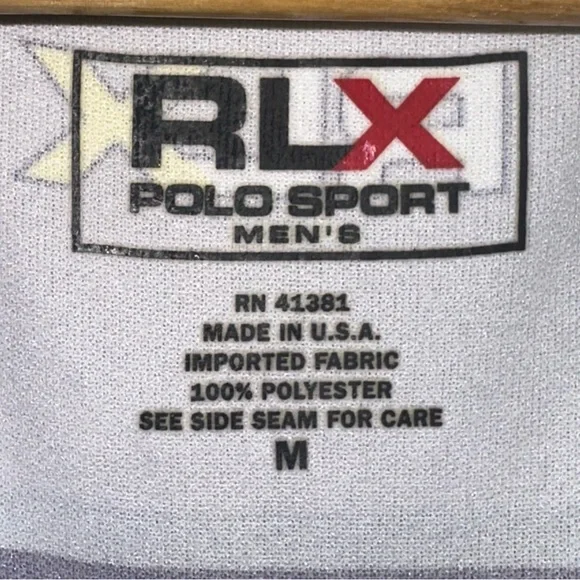 RLX
POLO SPORT
MEN'S
RN 41381
MADE IN U.S.A.
IMPORTED FABRIC
100% POLYESTER
SEE SIDE SEAM FOR CARE
M